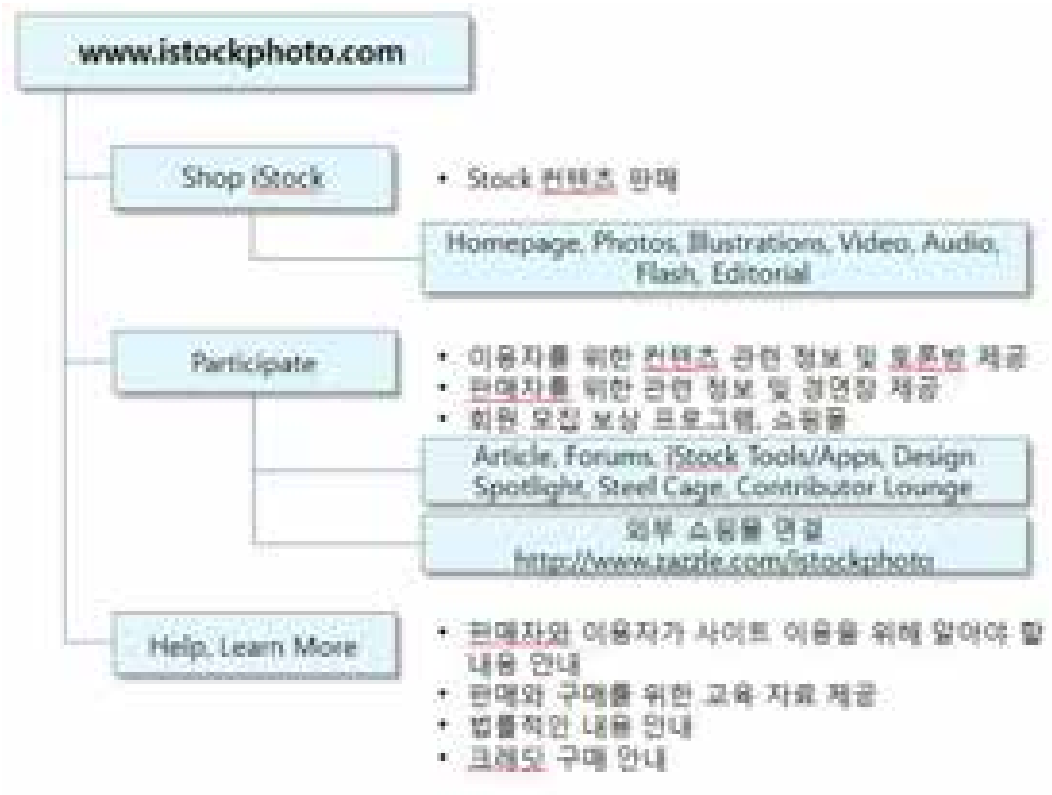 www.istockphoto.com
Shop iStock
• Stock 컨텐츠 판매
Homepage, Photos, Illustrations, Video, Audio,
Flash, Editorial
Participate
• 이용자를 위한 컨텐츠 관련 정보 및 토론방 제공
• 판매자를 위한 관련 정보 및 경연장 제공
• 회원 모집 보상 프로그램, 쇼핑몰
Article, Forums, iStock Tools/Apps, Design
Spotlight, Steel Cage, Contributor Lounge
외부 쇼핑몰 연결
http://www.zazzle.com/istockphoto
Help, Learn More
• 판매자와 이용자가 사이트 이용을 위해 알아야 할
내용 안내
• 판매와 구매를 위한 교육 자료 제공
• 법률적인 내용 안내
• 크레딧 구매 안내